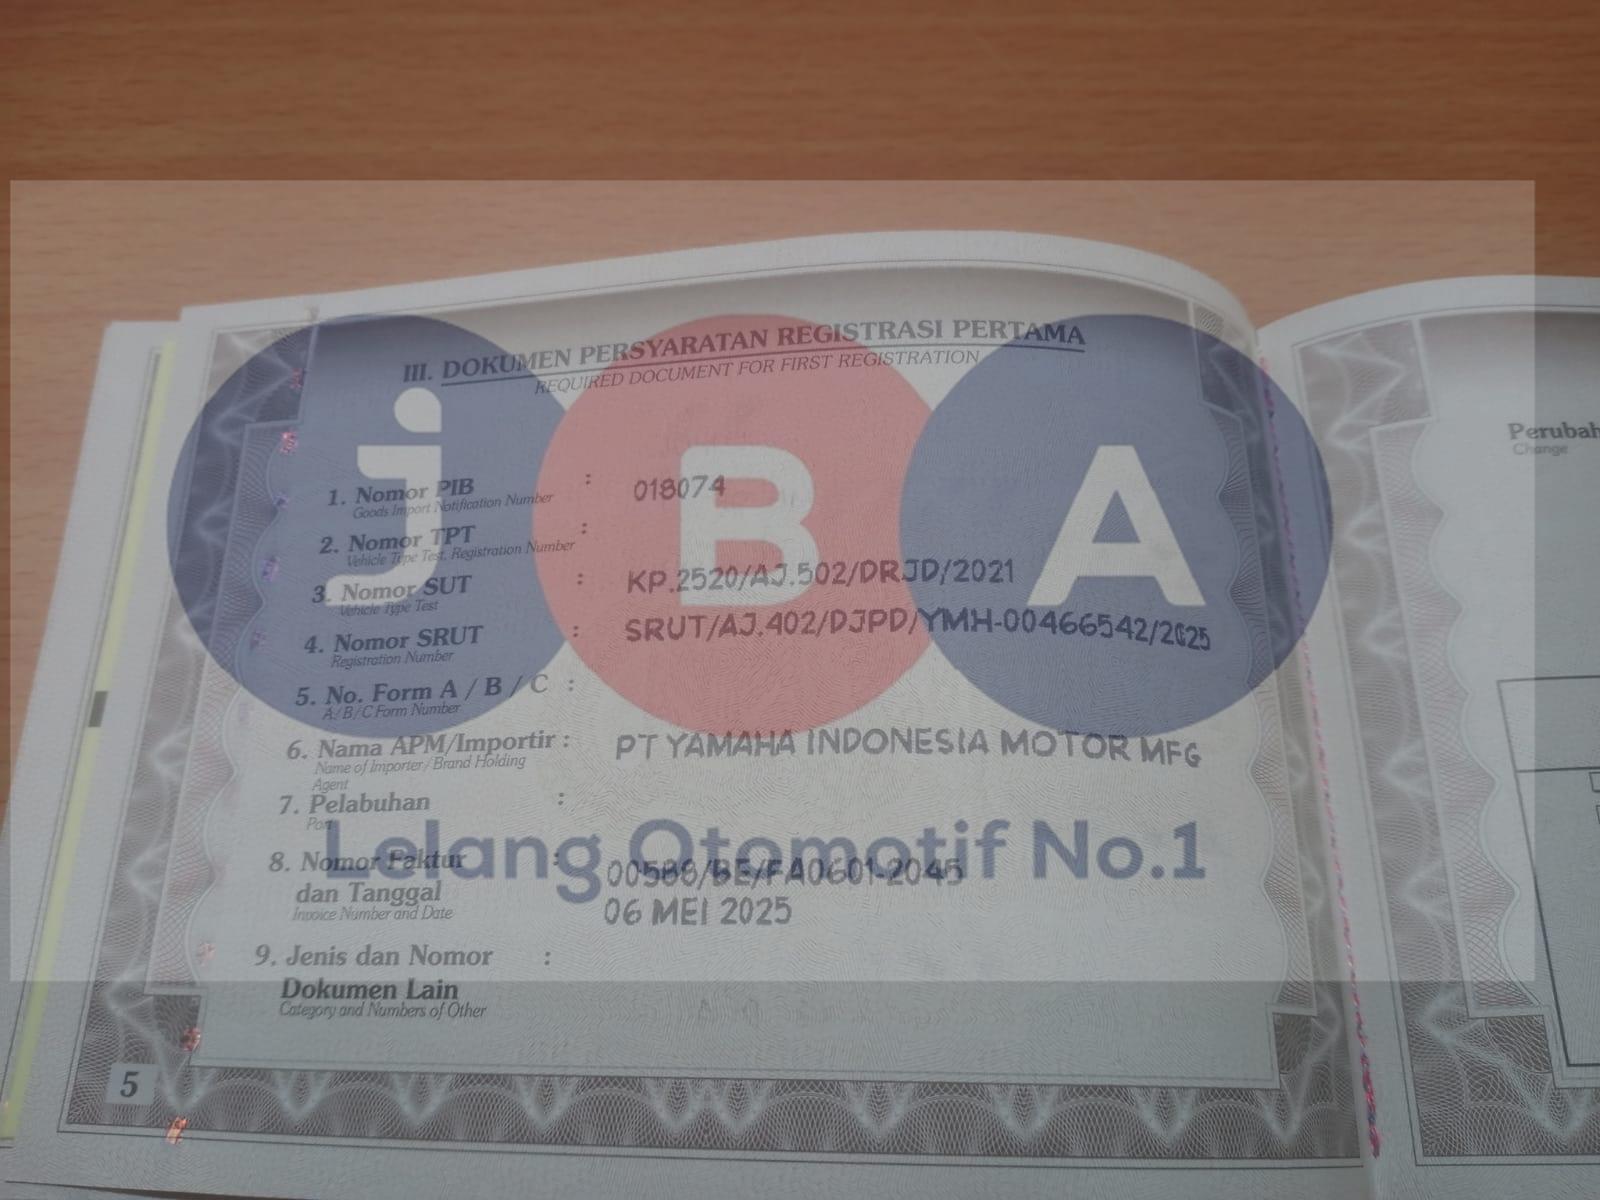 III. DOKUMEN PERSYARATAN REGISTRASI PERTAMA
REQUIRED DOCUMENT FOR FIRST REGISTRATION
jBA
1. Nomor PIB : 018074
Goods Import Notification Number
2. Nomor TPT :
Vehicle Type Test, Registration Number
3. Nomor SUT : KP.2520/AJ.502/DRJD/2021
Vehicle Type Test
4. Nomor SRUT : SRUT/AJ.402/DJPD/YMH-00466542/2025
Registration Number
5. No. Form A / B / C :
A/B/C Form Number
6. Nama APM/Importir : PT YAMAHA INDONESIA MOTOR MFG
Name of Importer/Brand Holding
Agent
7. Pelabuhan :
Port
Lelang Otomotif No.1
8. Nomor Faktur : 00588/BE/FA0601-2045
dan Tanggal 06 MEI 2025
Invoice Number and Date
9. Jenis dan Nomor :
Dokumen Lain
Category and Numbers of Other
5
Perubah
Change